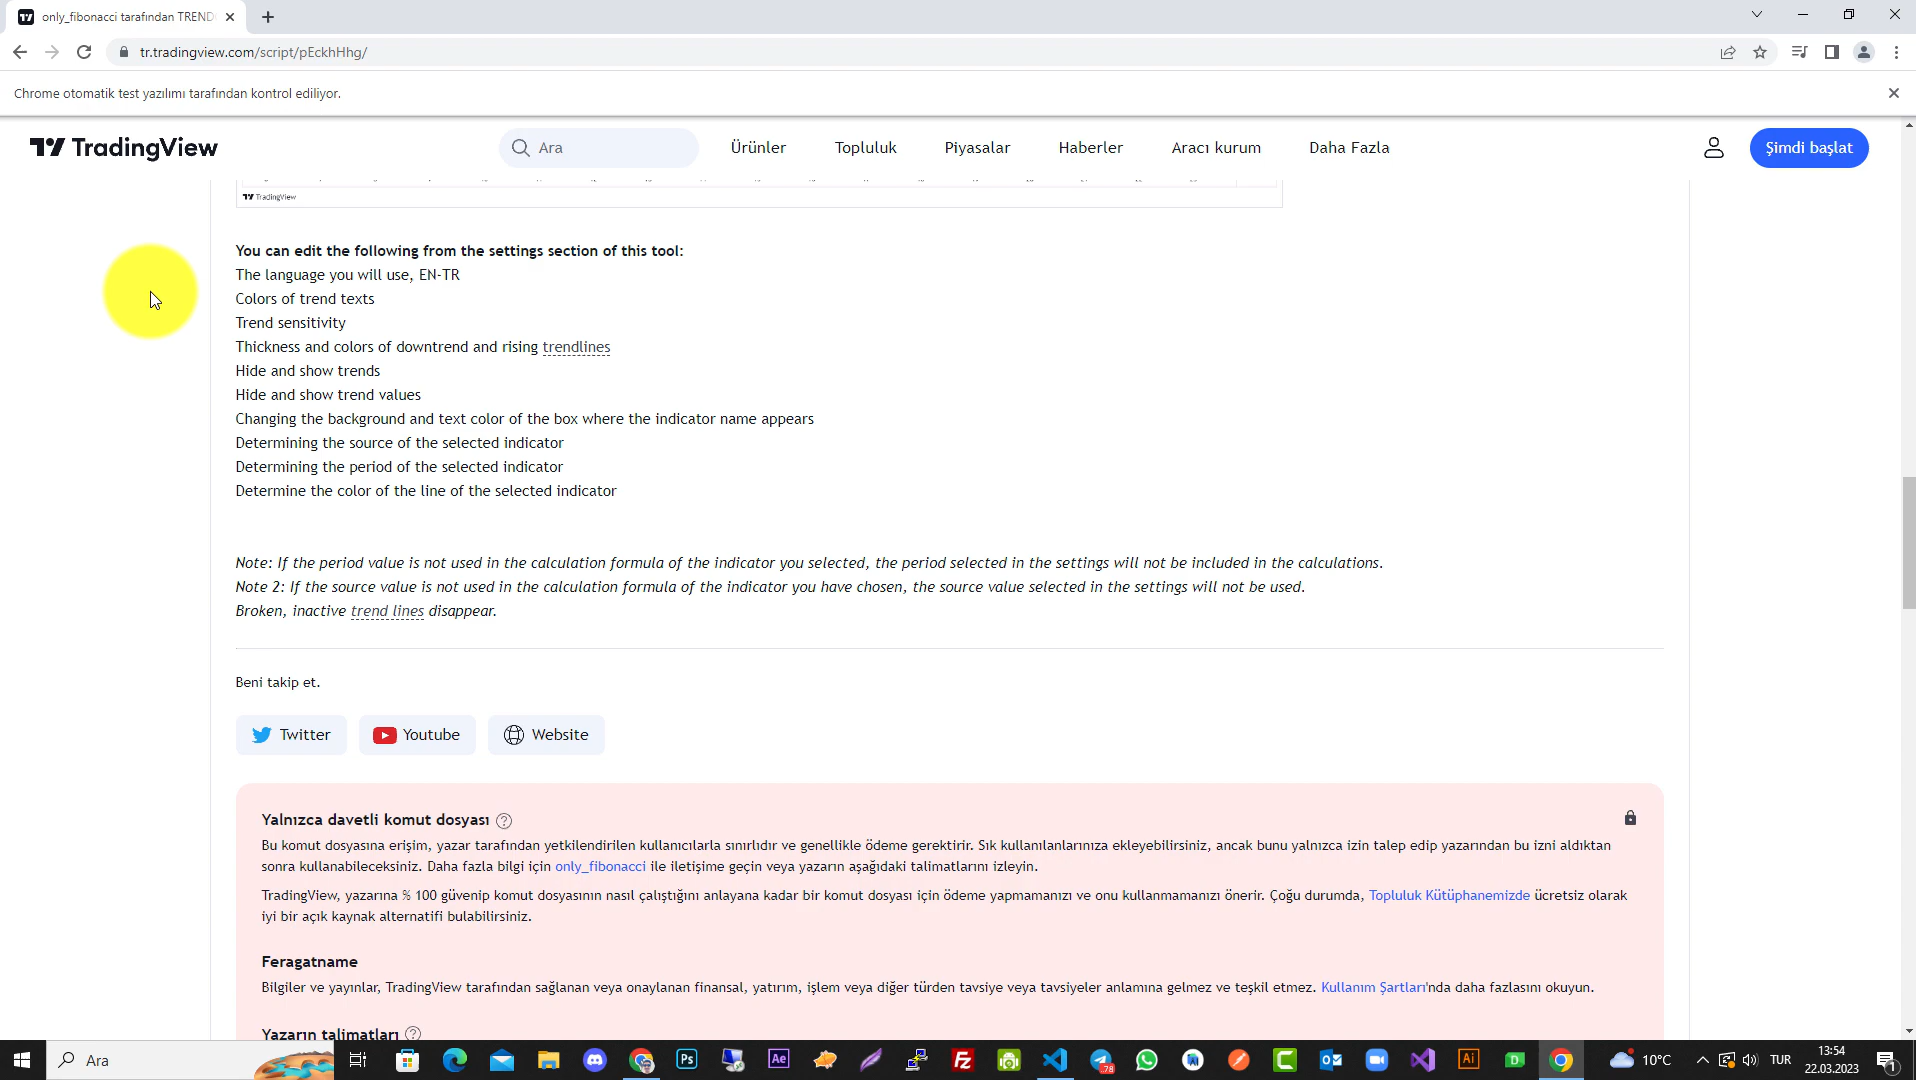 only_fibonacci tarafından TREND
tr.tradingview.com/script/pEckhHhg/
Chrome otomatik test yazılımı tarafından kontrol ediliyor.
TradingView
Ara
Ürünler
Topluluk
Piyasalar
Haberler
Aracı kurum
Daha Fazla
Şimdi başlat
TradingView
You can edit the following from the settings section of this tool:
The language you will use, EN-TR
Colors of trend texts
Trend sensitivity
Thickness and colors of downtrend and rising trendlines
Hide and show trends
Hide and show trend values
Changing the background and text color of the box where the indicator name appears
Determining the source of the selected indicator
Determining the period of the selected indicator
Determine the color of the line of the selected indicator
Note: If the period value is not used in the calculation formula of the indicator you selected, the period selected in the settings will not be included in the calculations.
Note 2: If the source value is not used in the calculation formula of the indicator you have chosen, the source value selected in the settings will not be used.
Broken, inactive trend lines disappear.
Beni takip et.
Twitter
Youtube
Website
Yalnızca davetli komut dosyası
Bu komut dosyasına erişim, yazar tarafından yetkilendirilen kullanıcılarla sınırlıdır ve genellikle ödeme gerektirir. Sık kullanılanlarınıza ekleyebilirsiniz, ancak bunu yalnızca izin talep edip yazarından bu izni aldıktan
sonra kullanabileceksiniz. Daha fazla bilgi için only_fibonacci ile iletişime geçin veya yazarın aşağıdaki talimatlarını izleyin.
TradingView, yazarına % 100 güvenip komut dosyasının nasıl çalıştığını anlayana kadar bir komut dosyası için ödeme yapmamanızı ve onu kullanmamanızı önerir. Çoğu durumda, Topluluk Kütüphanemizde ücretsiz olarak
iyi bir açık kaynak alternatifi bulabilirsiniz.
Feragatname
Bilgiler ve yayınlar, TradingView tarafından sağlanan veya onaylanan finansal, yatırım, işlem veya diğer türden tavsiye veya tavsiyeler anlamına gelmez ve teşkil etmez. Kullanım Şartları'nda daha fazlasını okuyun.
Yazarın talimatları
Ara
Ps
Ae
Fz
78
Ai
D
10°C
TUR
13:54
22.03.2023
1